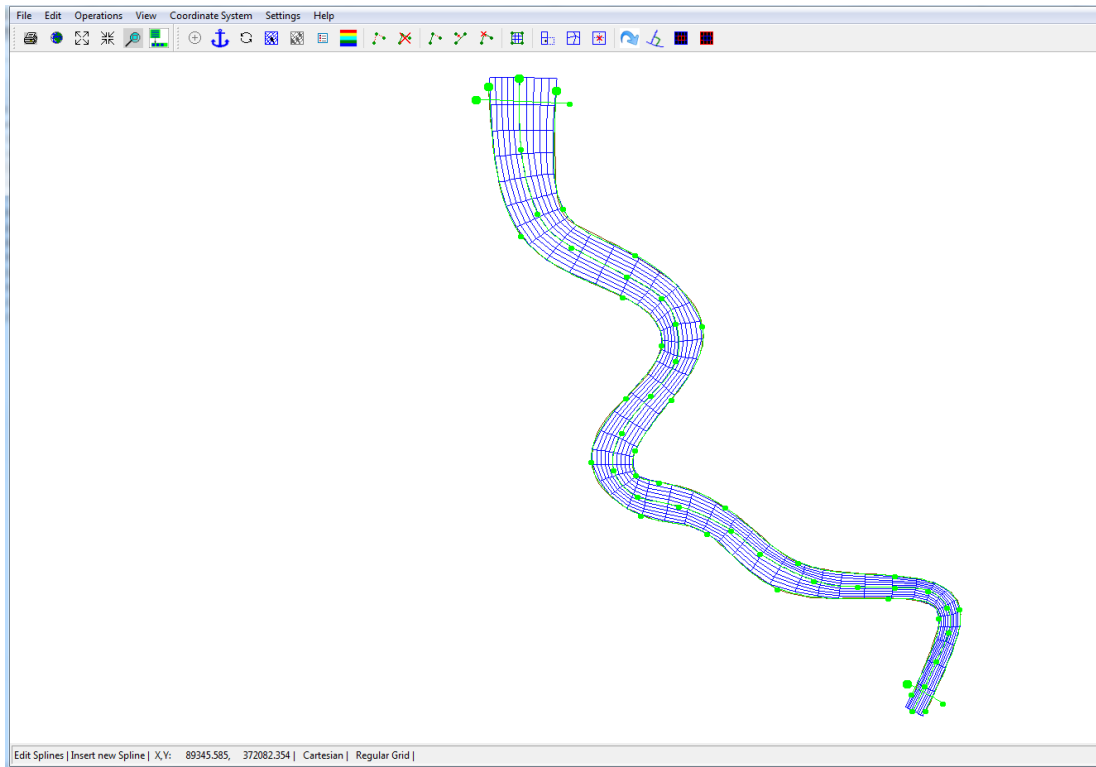 File Edit Operations View Coordinate System Settings Help
Edit Splines | Insert new Spline | X,Y: 89345.585, 372082.354 | Cartesian | Regular Grid |